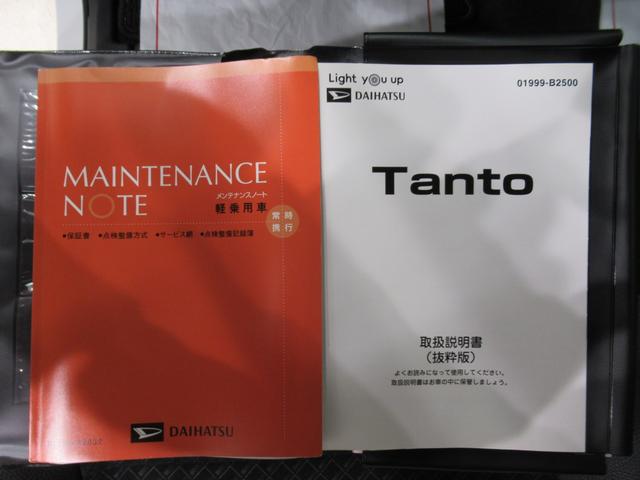 MAINTENANCE
NOTE
メンテナンスノート
軽乗用車
常時
携行
●保証書 ●点検整備方式 ●サービス網 ●点検整備記録簿
DAIHATSU
Light you up
DAIHATSU
01999-B2500
Tanto
取扱説明書
（抜粋版）
よくお読みになって使用してください。
取扱説明書はお車の中に保管しましょう。